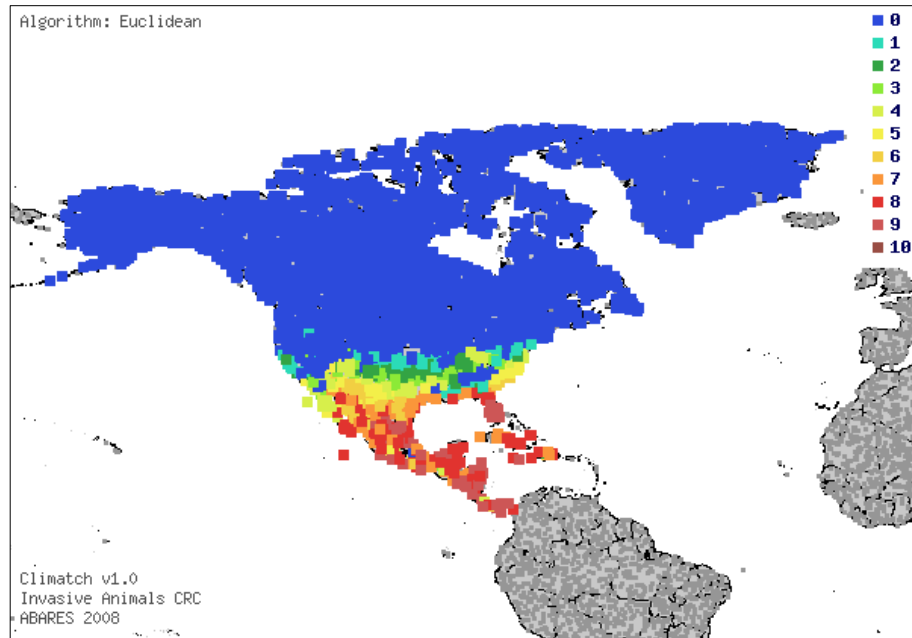 Algorithm: Euclidean
0
1
2
3
4
5
6
7
8
9
10
Climatch v1.0
Invasive Animals CRC
ABARES 2008